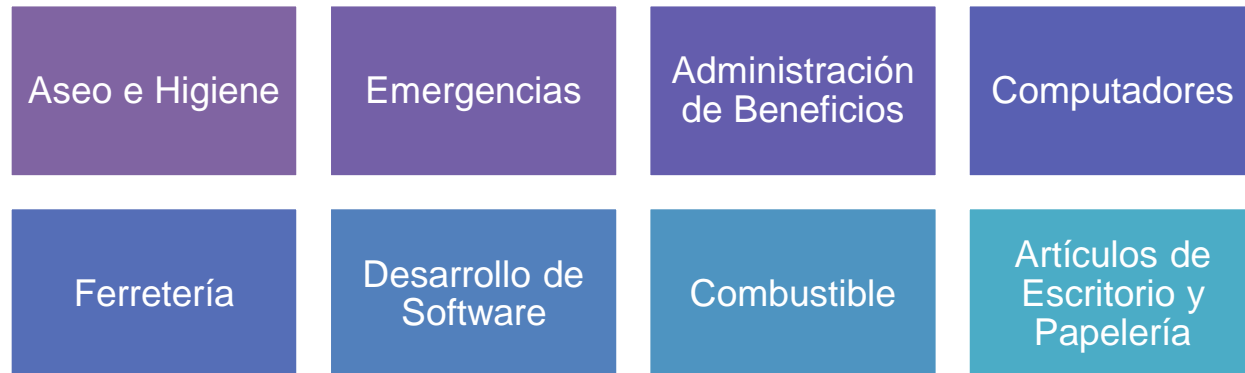 Aseo e Higiene
Emergencias
Administración
de Beneficios
Computadores
Ferretería
Desarrollo de
Software
Combustible
Artículos de
Escritorio y
Papelería